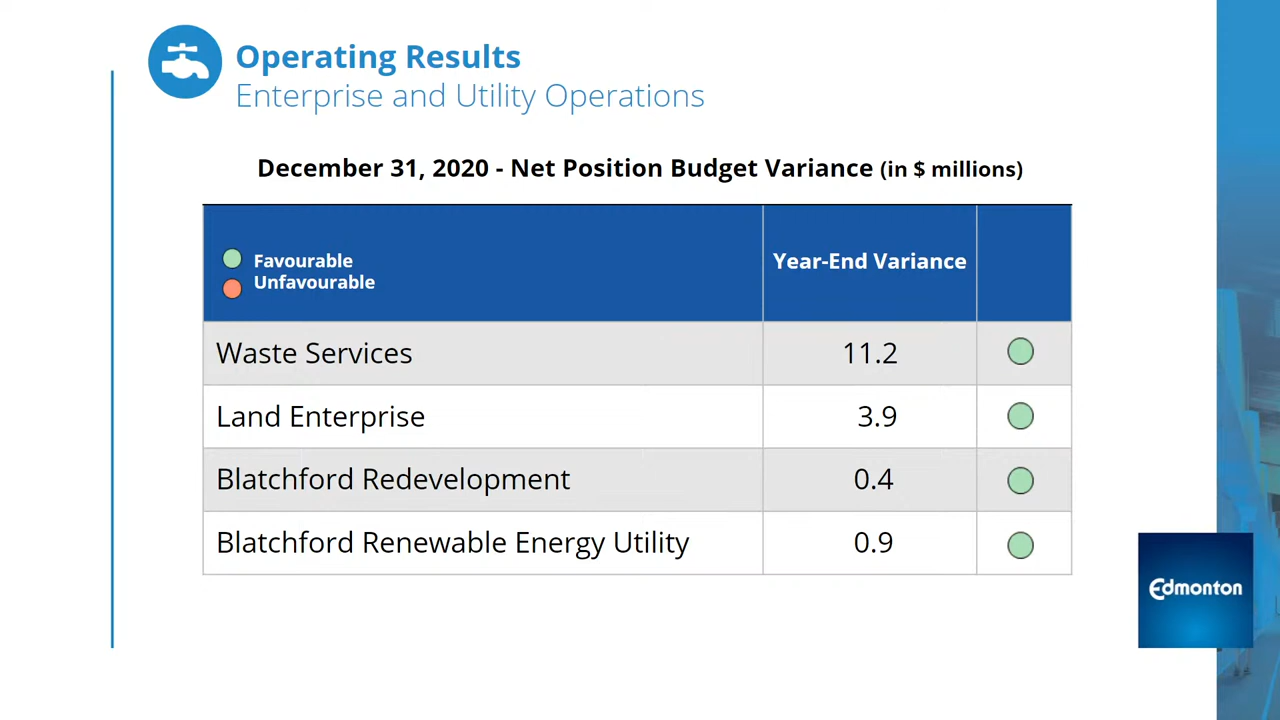 Operating Results
Enterprise and Utility Operations
December 31, 2020 - Net Position Budget Variance (in $ millions)
Favourable
Unfavourable
Year-End Variance
Waste Services 11.2
Land Enterprise 3.9
Blatchford Redevelopment 0.4
Blatchford Renewable Energy Utility 0.9
Edmonton